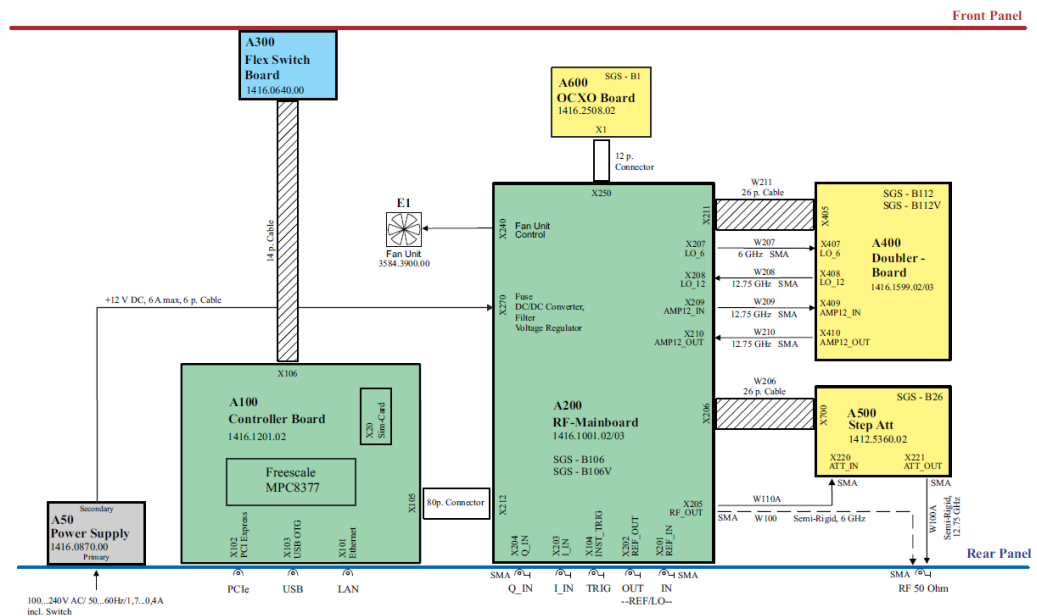 Front Panel
A300
Flex Switch
Board
1416.0640.00
SGS - B1
A600
OCXO Board
1416.2508.02
X1
12 p.
Connector
14 p. Cable
E1
Fan Unit
3584.3900.00
X250
X240
Fan Unit
Control
X211
W211
26 p. Cable
X405
SGS - B112
SGS - B112V
A400
Doubler -
Board
1416.1599.02/03
X207
LO_6
W207
6 GHz SMA
X407
LO_6
X208
LO_12
W208
12.75 GHz SMA
X408
LO_12
X209
AMP12_IN
W209
12.75 GHz SMA
X409
AMP12_IN
X210
AMP12_OUT
W210
12.75 GHz SMA
X410
AMP12_OUT
+12 V DC, 6 A max, 6 p. Cable
X270
Fuse
DC/DC Converter,
Filter
Voltage Regulator
X106
A100
Controller Board
1416.1201.02
X20
Sim-Card
Freescale
MPC8377
X105
80p. Connector
X212
X102
PCI Express
X103
USB OTG
X101
Ethernet
A200
RF-Mainboard
1416.1001.02/03
SGS - B106
SGS - B106V
X206
W206
26 p. Cable
X700
SGS - B26
A500
Step Att
1412.5360.02
X220
ATT_IN
X221
ATT_OUT
SMA
SMA
X205
RF_OUT
SMA
W110A
W100
Semi-Rigid, 6 GHz
W100A
Semi-Rigid,
12.75 GHz
X204
Q_IN
X203
I_IN
X104
INST_TRIG
X202
REF_OUT
X201
REF_IN
Secondary
A50
Power Supply
1416.0870.00
Primary
Rear Panel
100...240V AC/ 50...60Hz/1,7...0,4A
incl. Switch
PCIe
USB
LAN
SMA
Q_IN
I_IN
TRIG
OUT
IN
SMA
--REF/LO--
SMA
RF 50 Ohm